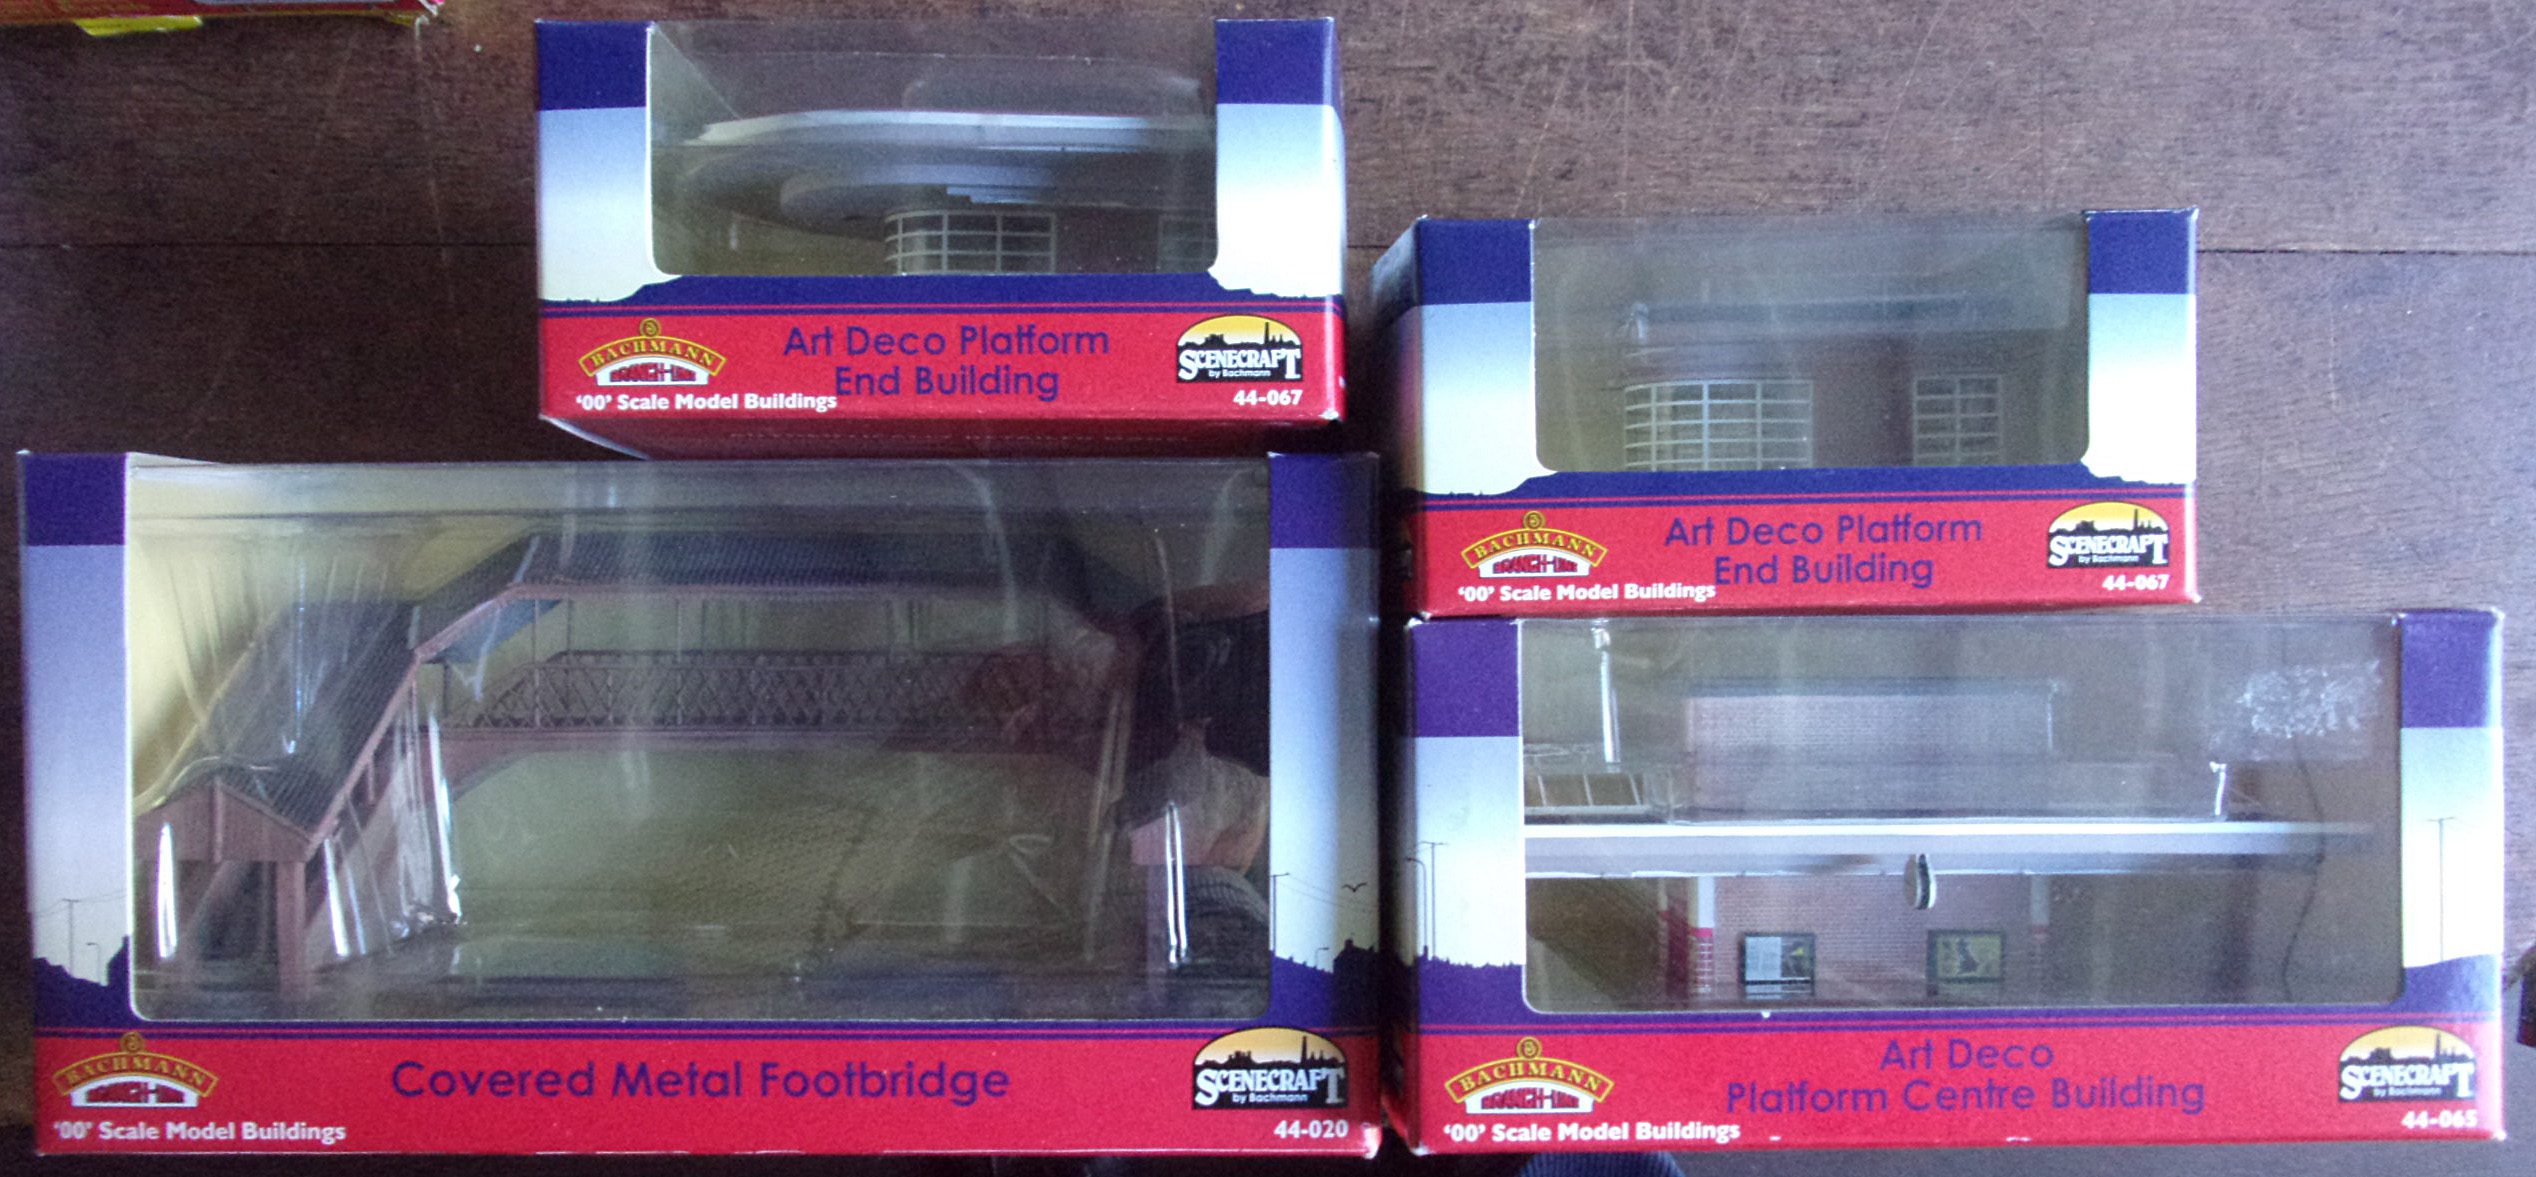 BACHMANN
BRANCH-LINE
Art Deco Platform
End Building
SCENECRAFT
by Bachmann
'00' Scale Model Buildings
44-067
BACHMANN
BRANCH-LINE
Art Deco Platform
End Building
SCENECRAFT
by Bachmann
'00' Scale Model Buildings
44-067
BACHMANN
BRANCH-LINE
Covered Metal Footbridge
SCENECRAFT
by Bachmann
'00' Scale Model Buildings
44-020
BACHMANN
BRANCH-LINE
Art Deco
Platform Centre Building
SCENECRAFT
by Bachmann
'00' Scale Model Buildings
44-065